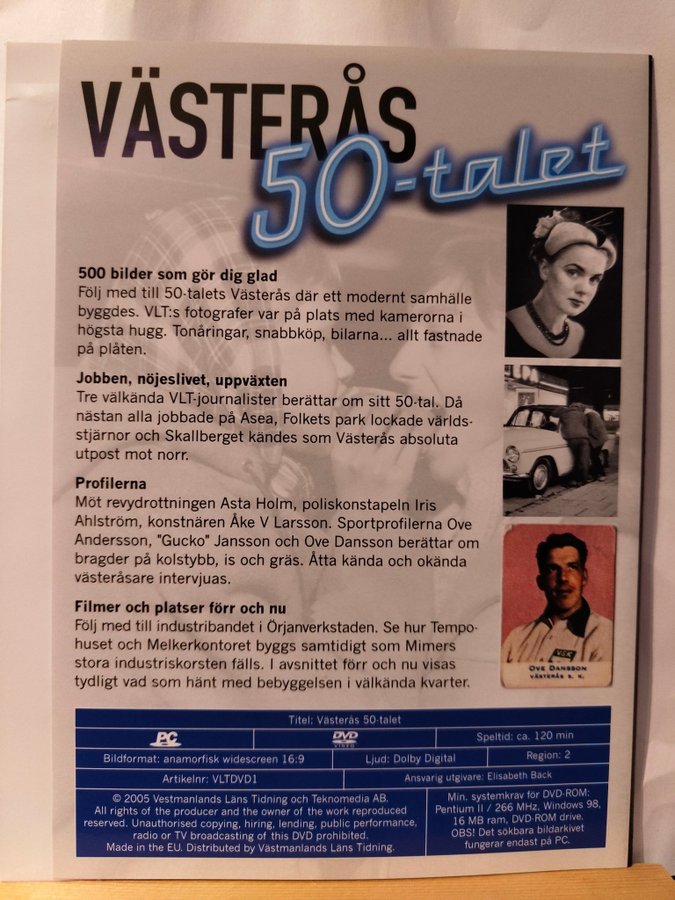 VÄSTERÅS
50-talet
500 bilder som gör dig glad
Följ med till 50-talets Västerås där ett modernt samhälle
byggdes. VLT:s fotografer var på plats med kamerorna i
högsta hugg. Tonåringar, snabbköp, bilarna... allt fastnade
på plåten.
Jobben, nöjeslivet, uppväxten
Tre välkända VLT-journalister berättar om sitt 50-tal. Då
nästan alla jobbade på Asea, Folkets park lockade världs-
stjärnor och Skallberget kändes som Västerås absoluta
utpost mot norr.
Profilerna
Möt revydrottningen Asta Holm, poliskonstapeln Iris
Ahlström, konstnären Åke V Larsson. Sportprofilerna Ove
Andersson, "Gucko" Jansson och Ove Dansson berättar om
bragder på kolstybb, is och gräs. Åtta kända och okända
västeråsare intervjuas.
Filmer och platser förr och nu
Följ med till industribandet i Örjanverkstaden. Se hur Tempo-
huset och Melkerkontoret byggs samtidigt som Mimers
stora industriskorsten fälls. I avsnittet förr och nu visas
tydligt vad som hänt med bebyggelsen i välkända kvarter.
VSK
OVE DANSSON
VÄSTERÅS S. K.
Titel: Västerås 50-talet
PC
DVD
VIDEO
Speltid: ca. 120 min
Bildformat: anamorfisk widescreen 16:9
Ljud: Dolby Digital
Region: 2
Artikelnr: VLTDVD1
Ansvarig utgivare: Elisabeth Bäck
© 2005 Vestmanlands Läns Tidning och Teknomedia AB.
All rights of the producer and the owner of the work reproduced
reserved. Unauthorised copying, hiring, lending, public performance,
radio or TV broadcasting of this DVD prohibited.
Made in the EU. Distributed by Västmanlands Läns Tidning.
Min. systemkrav för DVD-ROM:
Pentium II / 266 MHz, Windows 98,
16 MB ram, DVD-ROM drive.
OBS! Det sökbara bildarkivet
fungerar endast på PC.